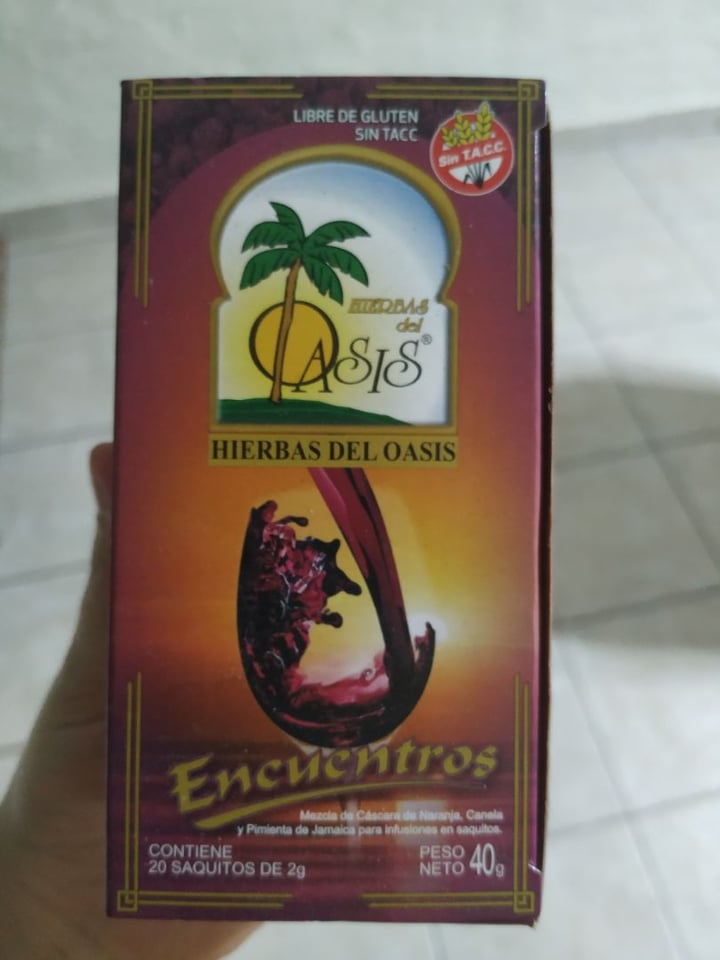 LIBRE DE GLUTEN
SIN TACC
Sin T.A.C.C.
HIERBAS
del
OASIS®
HIERBAS DEL OASIS
Encuentros
Mezcla de Cáscara de Naranja, Canela
y Pimienta de Jamaica para infusiones en saquitos.
CONTIENE
20 SAQUITOS DE 2g
PESO
NETO 40g